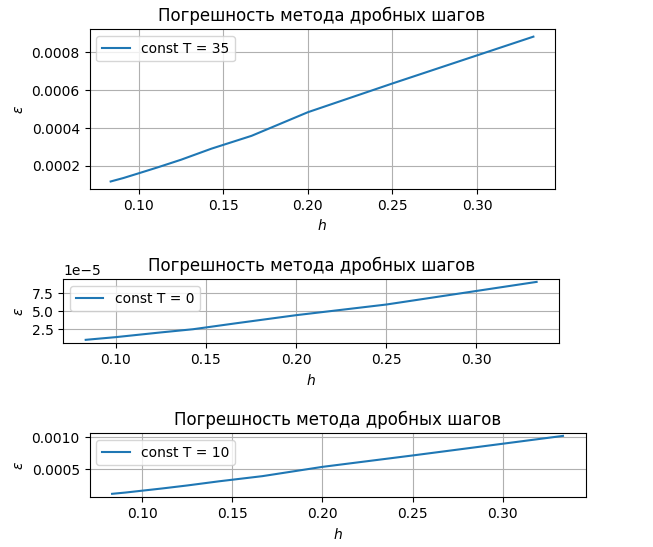 Погрешность метода дробных шагов
const T = 35
0.0008
0.0006
0.0004
0.0002
ε
0.10 0.15 0.20 0.25 0.30
h
Погрешность метода дробных шагов
1e−5
const T = 0
7.5
5.0
2.5
ε
0.10 0.15 0.20 0.25 0.30
h
Погрешность метода дробных шагов
const T = 10
0.0010
0.0005
ε
0.10 0.15 0.20 0.25 0.30
h